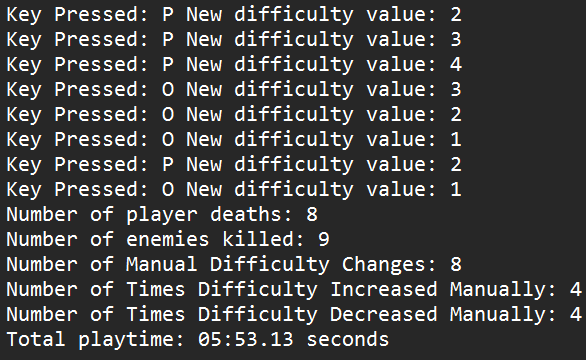 Key Pressed: P New difficulty value: 2
Key Pressed: P New difficulty value: 3
Key Pressed: P New difficulty value: 4
Key Pressed: O New difficulty value: 3
Key Pressed: O New difficulty value: 2
Key Pressed: O New difficulty value: 1
Key Pressed: P New difficulty value: 2
Key Pressed: O New difficulty value: 1
Number of player deaths: 8
Number of enemies killed: 9
Number of Manual Difficulty Changes: 8
Number of Times Difficulty Increased Manually: 4
Number of Times Difficulty Decreased Manually: 4
Total playtime: 05:53.13 seconds